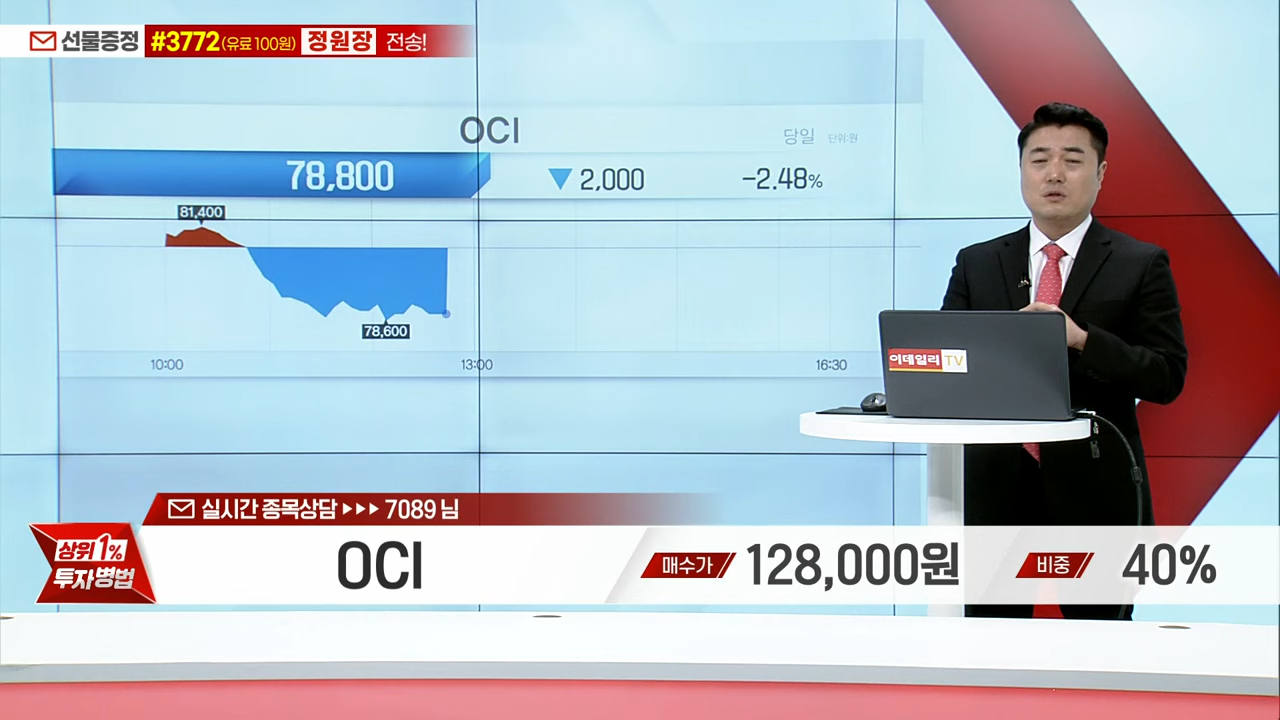 선물증정 #3772(유료 100원) 정원장 전송!
OCI
당일 단위:원
78,800 ▼2,000 -2.48%
81,400
78,600
10:00 13:00 16:30
이데일리 TV
실시간 종목상담 ▶▶▶ 7089 님
상위 1%
투자병법
OCI 매수가 128,000원 비중 40%